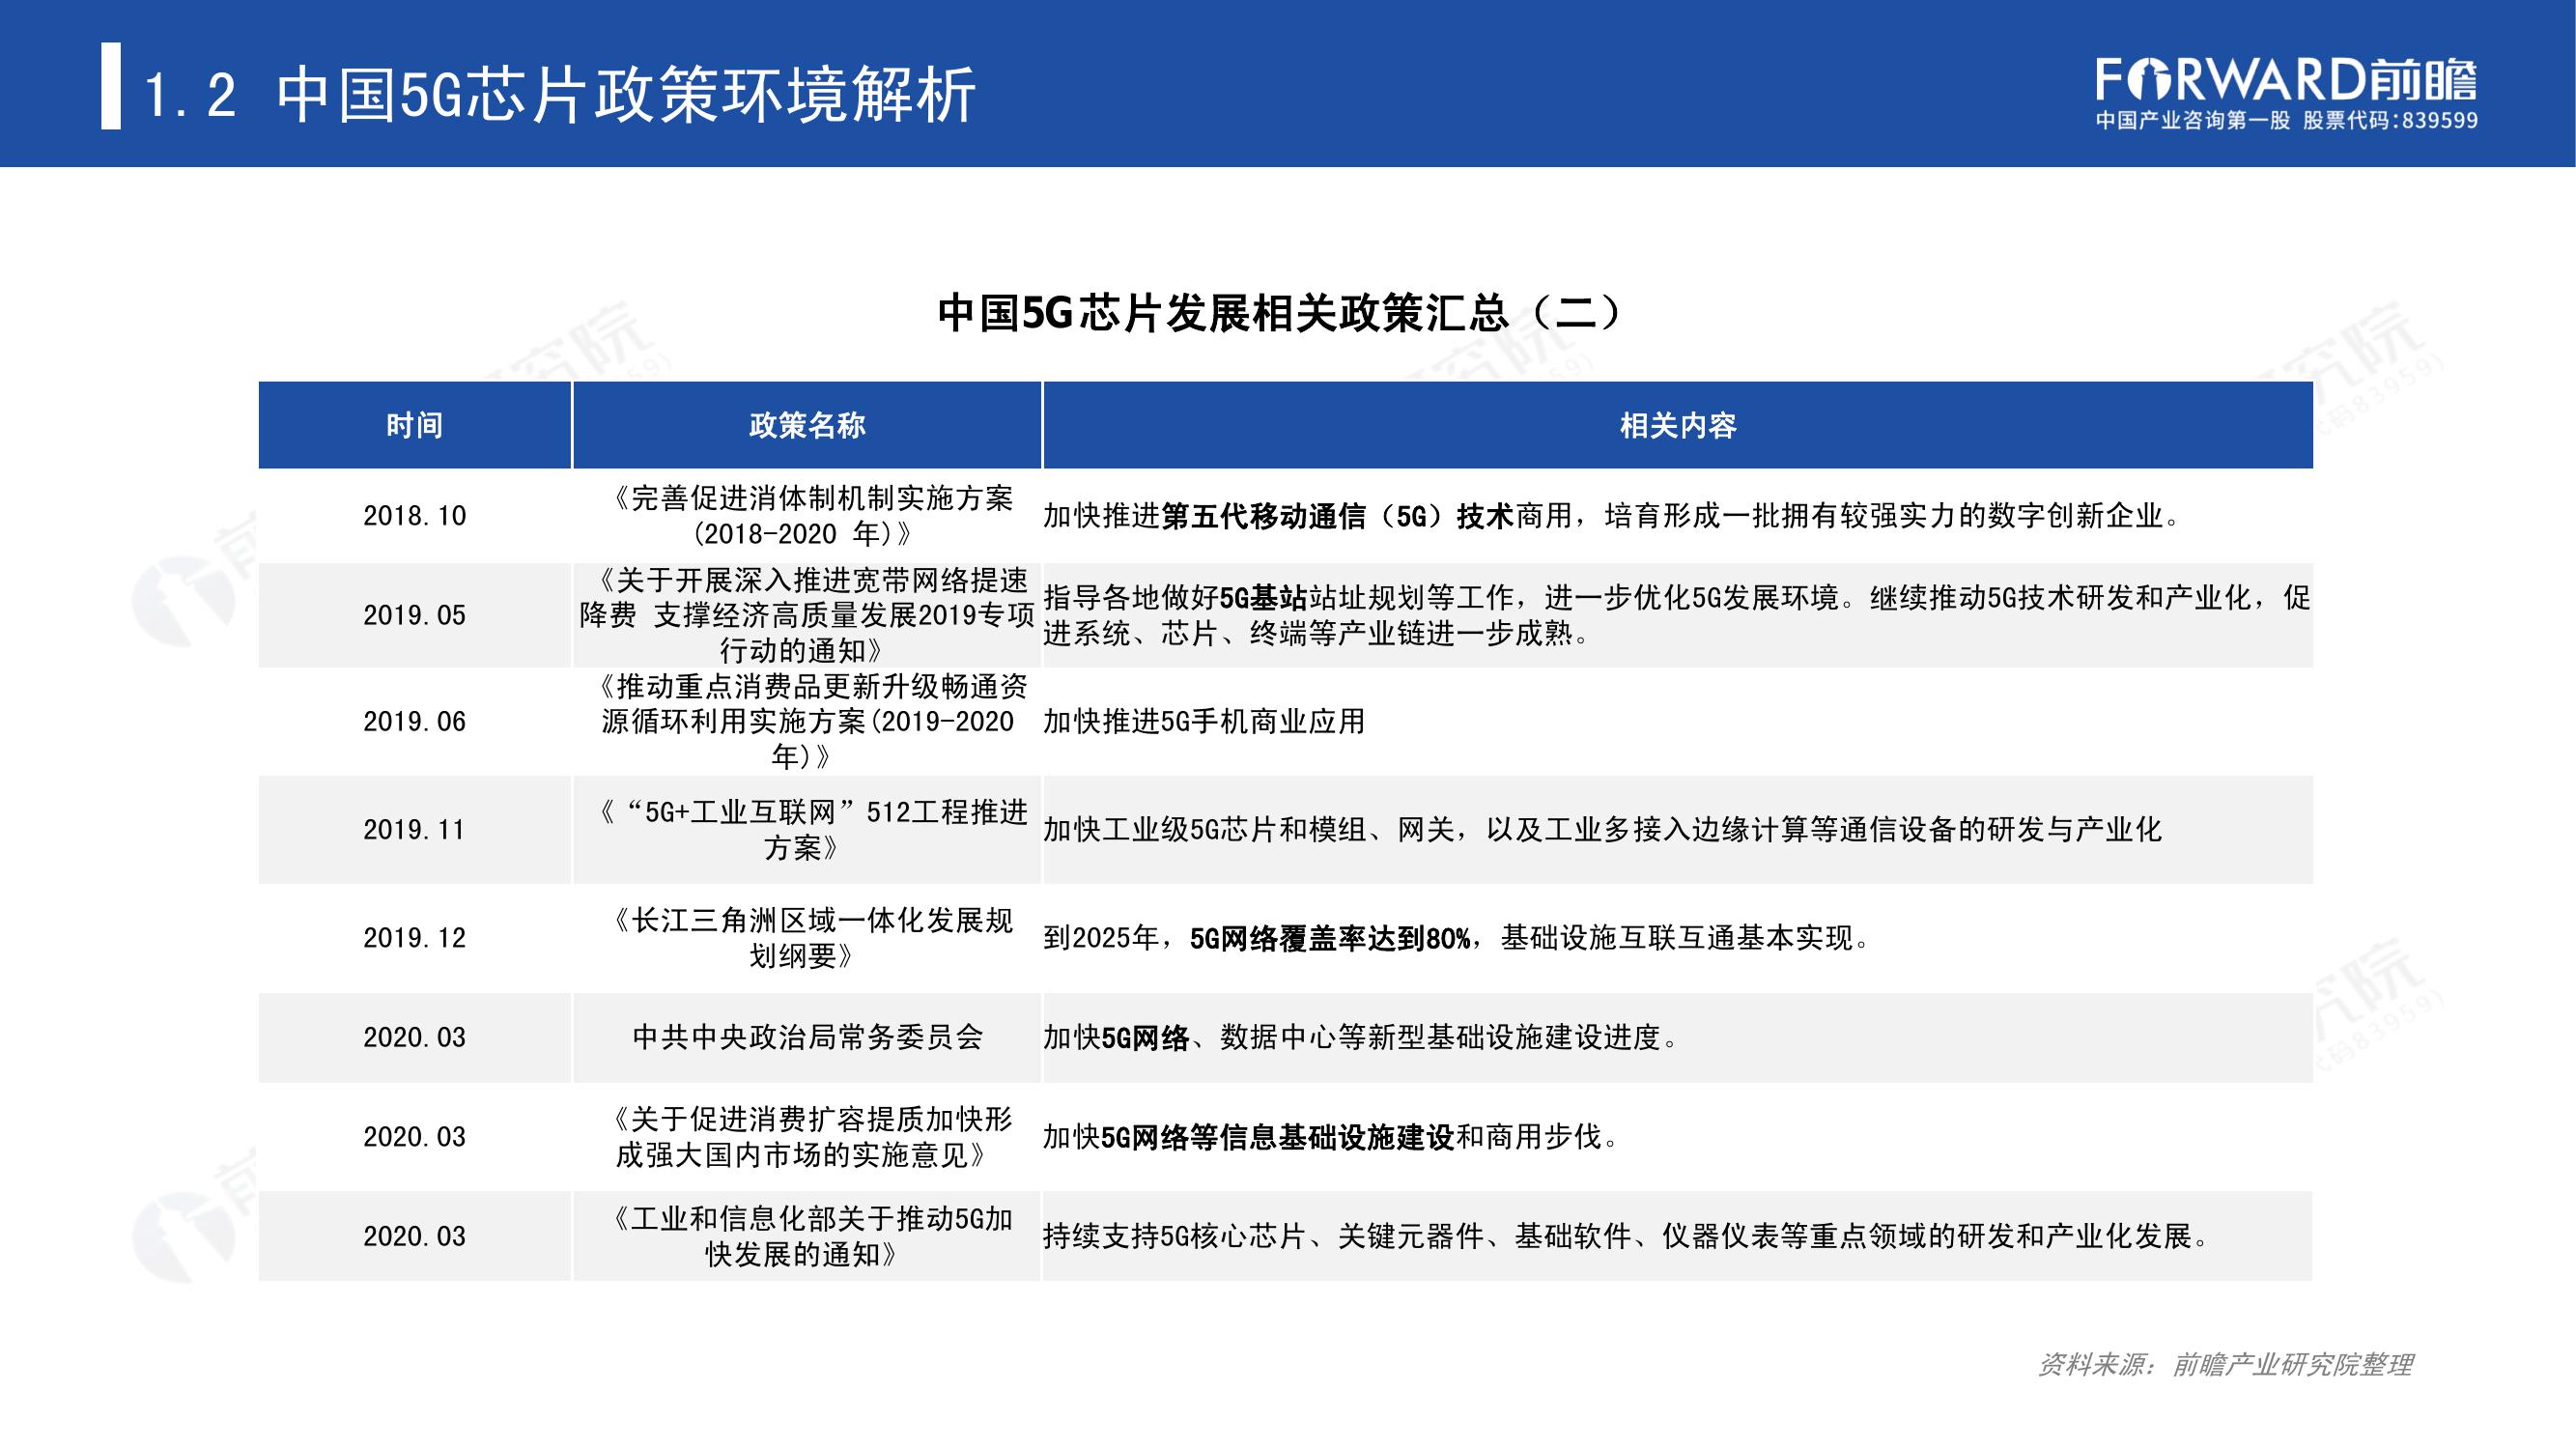 1.2 中国5G芯片政策环境解析
FORWARD前瞻
中国产业咨询第一股 股票代码:839599
中国5G芯片发展相关政策汇总（二）
时间
政策名称
相关内容
2018.10
《完善促进消体制机制实施方案
(2018-2020 年)》
加快推进第五代移动通信（5G）技术商用，培育形成一批拥有较强实力的数字创新企业。
2019.05
《关于开展深入推进宽带网络提速
降费 支撑经济高质量发展2019专项
行动的通知》
指导各地做好5G基站站址规划等工作，进一步优化5G发展环境。继续推动5G技术研发和产业化，促
进系统、芯片、终端等产业链进一步成熟。
2019.06
《推动重点消费品更新升级畅通资
源循环利用实施方案(2019-2020
年)》
加快推进5G手机商业应用
2019.11
《“5G+工业互联网”512工程推进
方案》
加快工业级5G芯片和模组、网关，以及工业多接入边缘计算等通信设备的研发与产业化
2019.12
《长江三角洲区域一体化发展规
划纲要》
到2025年，5G网络覆盖率达到80%，基础设施互联互通基本实现。
2020.03
中共中央政治局常务委员会
加快5G网络、数据中心等新型基础设施建设进度。
2020.03
《关于促进消费扩容提质加快形
成强大国内市场的实施意见》
加快5G网络等信息基础设施建设和商用步伐。
2020.03
《工业和信息化部关于推动5G加
快发展的通知》
持续支持5G核心芯片、关键元器件、基础软件、仪器仪表等重点领域的研发和产业化发展。
资料来源：前瞻产业研究院整理